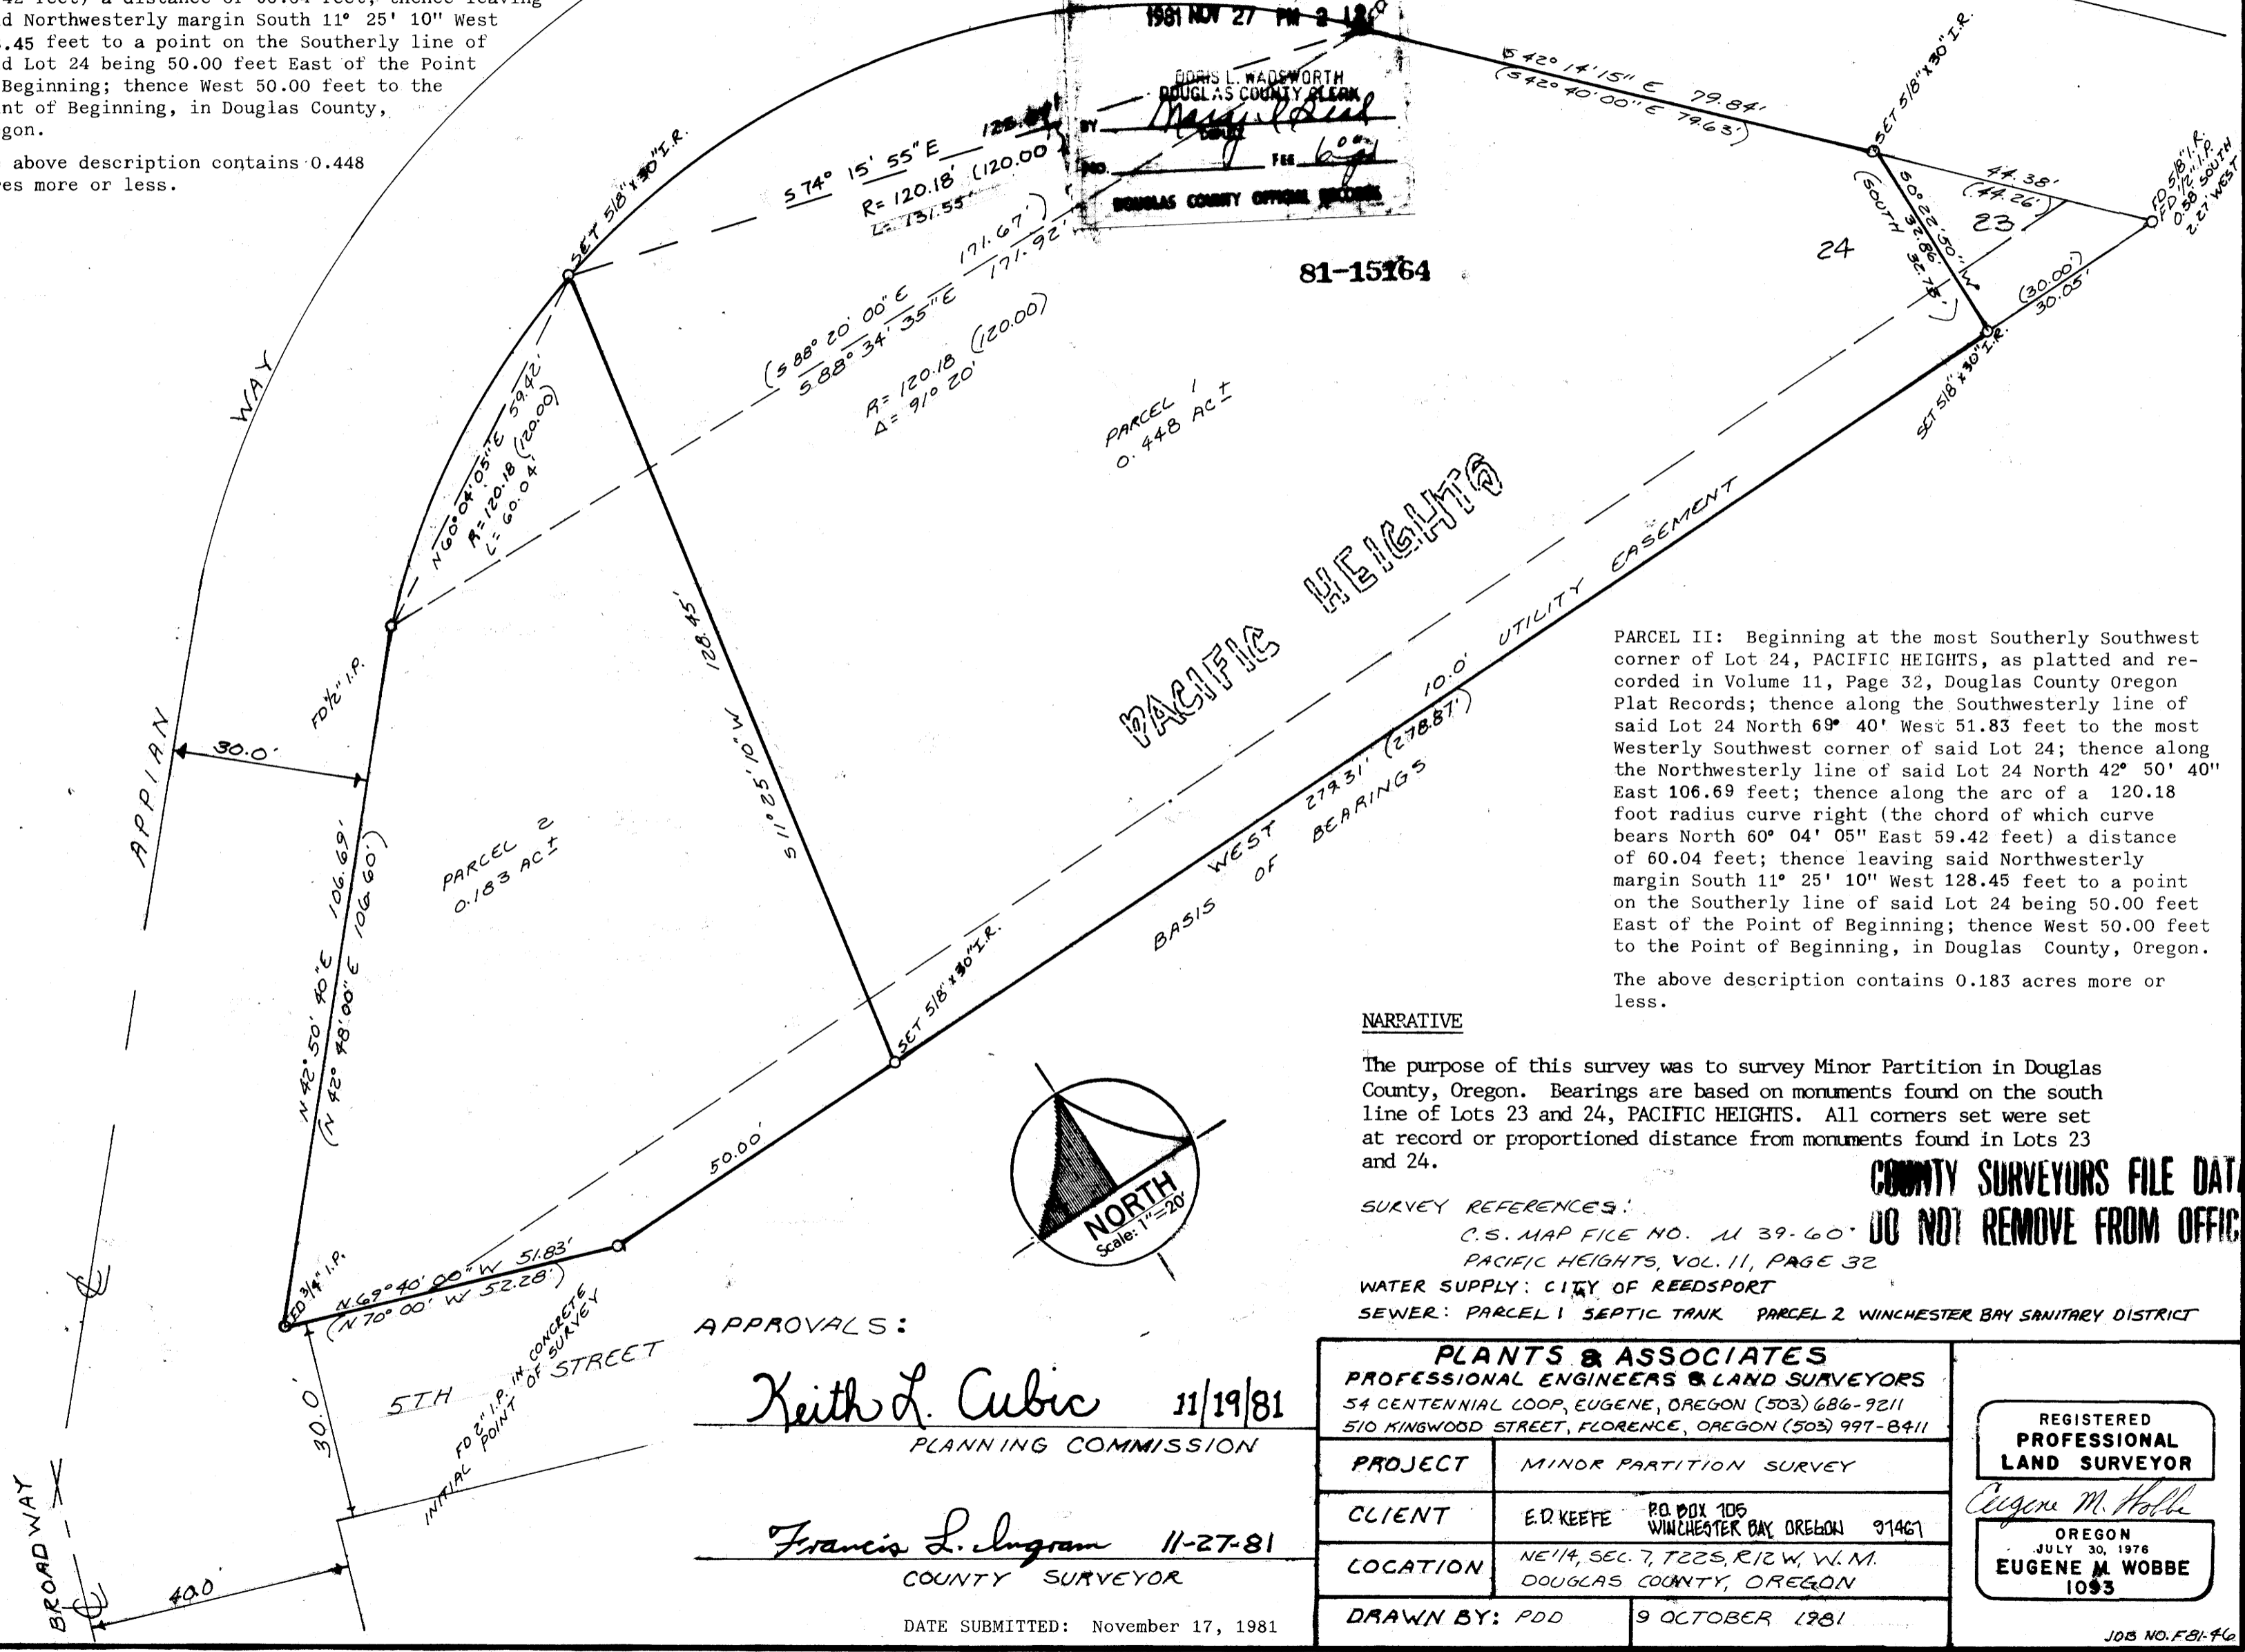 d Northwesterly margin South 11° 25' 10" West
.45 feet to a point on the Southerly line of
d Lot 24 being 50.00 feet East of the Point
Beginning; thence West 50.00 feet to the
nt of Beginning, in Douglas County,
gon.
above description contains 0.448
es more or less.
1981 NOV 27 PM 2
DORIS L. WADSWORTH
DOUGLAS COUNTY CLERK
BY
DEPUTY
NO. FEE 6.00
DOUGLAS COUNTY OFFICIAL RECORDS
81-15164
S 42° 14' 15" E 79.84'
(S 42° 40' 00" E 79.63')
SET 5/8" x 30" I.R.
44.38'
(44.26')
23
24
FD 5/8" I.R.
FD 1/2" I.P.
0.58' SOUTH
2.27' WEST
S 0° 22' 50" W
32.86'
(SOUTH 32.75')
(30.00')
30.05'
SET 5/8" x 30" I.R.
SET 5/8" x 30" I.R.
S 74° 15' 55" E
R= 120.18' (120.00'
L= 131.55'
(S 88° 20' 00" E 171.67')
S 88° 34' 35" E 171.92'
R= 120.18 (120.00)
Δ= 91° 20'
PARCEL 1
0.448 AC ±
WAY
N 60° 04' 05" E 59.42'
R= 120.18 (120.00)
L= 60.04'
FD 1/2" I.P.
30.0'
APPIAN
128.45'
S 11° 25' 10" W
PACIFIC HEIGHTS
10.0' UTILITY EASEMENT
WEST 279.31' (278.87')
BASIS OF BEARINGS
PARCEL 2
0.183 AC ±
N 42° 50' 40" E 106.69'
(N 42° 48' 00" E 106.60')
SET 5/8" x 30" I.R.
50.00'
FD 3/4" I.P.
N. 69° 40' 00" W 51.83'
(N 70° 00' W 52.28')
FD 2" I.P. IN CONCRETE
INITIAL POINT OF SURVEY
5TH STREET
30.0'
40.0'
BROADWAY
NORTH
Scale: 1"=20'
PARCEL II: Beginning at the most Southerly Southwest
corner of Lot 24, PACIFIC HEIGHTS, as platted and re-
corded in Volume 11, Page 32, Douglas County Oregon
Plat Records; thence along the Southwesterly line of
said Lot 24 North 69° 40' West 51.83 feet to the most
Westerly Southwest corner of said Lot 24; thence along
the Northwesterly line of said Lot 24 North 42° 50' 40"
East 106.69 feet; thence along the arc of a 120.18
foot radius curve right (the chord of which curve
bears North 60° 04' 05" East 59.42 feet) a distance
of 60.04 feet; thence leaving said Northwesterly
margin South 11° 25' 10" West 128.45 feet to a point
on the Southerly line of said Lot 24 being 50.00 feet
East of the Point of Beginning; thence West 50.00 feet
to the Point of Beginning, in Douglas County, Oregon.
The above description contains 0.183 acres more or
less.
NARRATIVE
The purpose of this survey was to survey Minor Partition in Douglas
County, Oregon. Bearings are based on monuments found on the south
line of Lots 23 and 24, PACIFIC HEIGHTS. All corners set were set
at record or proportioned distance from monuments found in Lots 23
and 24.
COUNTY SURVEYORS FILE DATA
DO NOT REMOVE FROM OFFIC
SURVEY REFERENCES:
C.S. MAP FILE NO. M 39-60
PACIFIC HEIGHTS, VOL. 11, PAGE 32
WATER SUPPLY: CITY OF REEDSPORT
SEWER: PARCEL 1 SEPTIC TANK PARCEL 2 WINCHESTER BAY SANITARY DISTRICT
APPROVALS:
Keith L. Cubic 11/19/81
PLANNING COMMISSION
Francis L. Ingram 11-27-81
COUNTY SURVEYOR
DATE SUBMITTED: November 17, 1981
PLANTS & ASSOCIATES
PROFESSIONAL ENGINEERS & LAND SURVEYORS
54 CENTENNIAL LOOP, EUGENE, OREGON (503) 686-9211
510 KINGWOOD STREET, FLORENCE, OREGON (503) 997-8411
PROJECT MINOR PARTITION SURVEY
CLIENT E.D. KEEFE P.O. BOX 705
WINCHESTER BAY, OREGON 97467
LOCATION NE 1/4, SEC. 7, T22S, R12W, W.M.
DOUGLAS COUNTY, OREGON
DRAWN BY: PDD 9 OCTOBER 1981
REGISTERED
PROFESSIONAL
LAND SURVEYOR
Eugene M. Wobbe
OREGON
JULY 30, 1976
EUGENE M. WOBBE
1093
JOB NO. F81-46